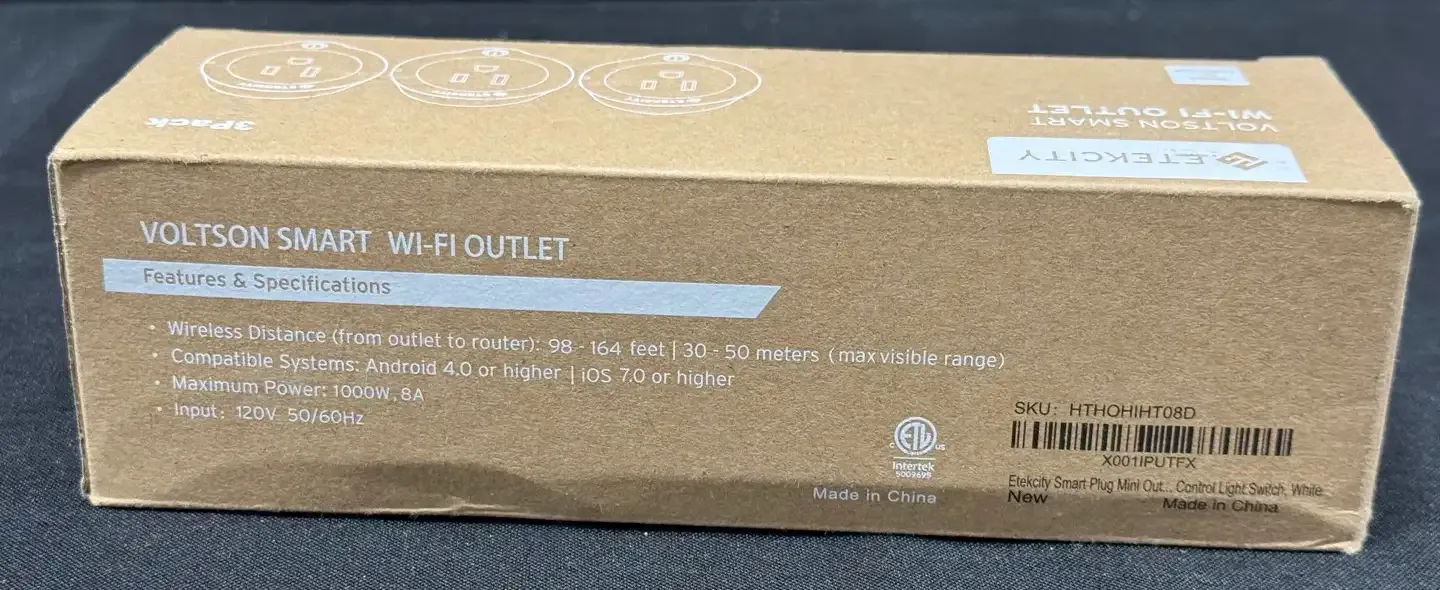 3Pack
VOLTSON SMART
WI-FI OUTLET
ETEKCITY
VOLTSON SMART WI-FI OUTLET
Features & Specifications
• Wireless Distance (from outlet to router): 98 - 164 feet | 30 - 50 meters (max visible range)
• Compatible Systems: Android 4.0 or higher | iOS 7.0 or higher
• Maximum Power: 1000W, 8A
• Input: 120V 50/60Hz
ETL
C US
Intertek
5009695
Made in China
SKU: HTHOHIHT08D
X001IPUTFX
Etekcity Smart Plug Mini Out... Control Light Switch, White
New
Made in China